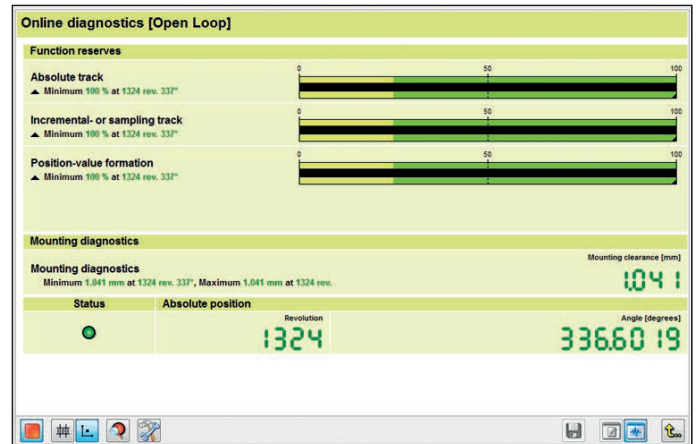 Online diagnostics [Open Loop]
Function reserves
Absolute track
Minimum 100 % at 1324 rev. 337°
0 50 100
Incremental- or sampling track
Minimum 100 % at 1324 rev. 337°
0 50 100
Position-value formation
Minimum 100 % at 1324 rev. 337°
0 50 100
Mounting diagnostics
Mounting clearance [mm]
Mounting diagnostics
Minimum 1.041 mm at 1324 rev. 337°, Maximum 1.041 mm at 1324 rev.
1.041
Status Absolute position
Revolution Angle [degrees]
1324 336.6019